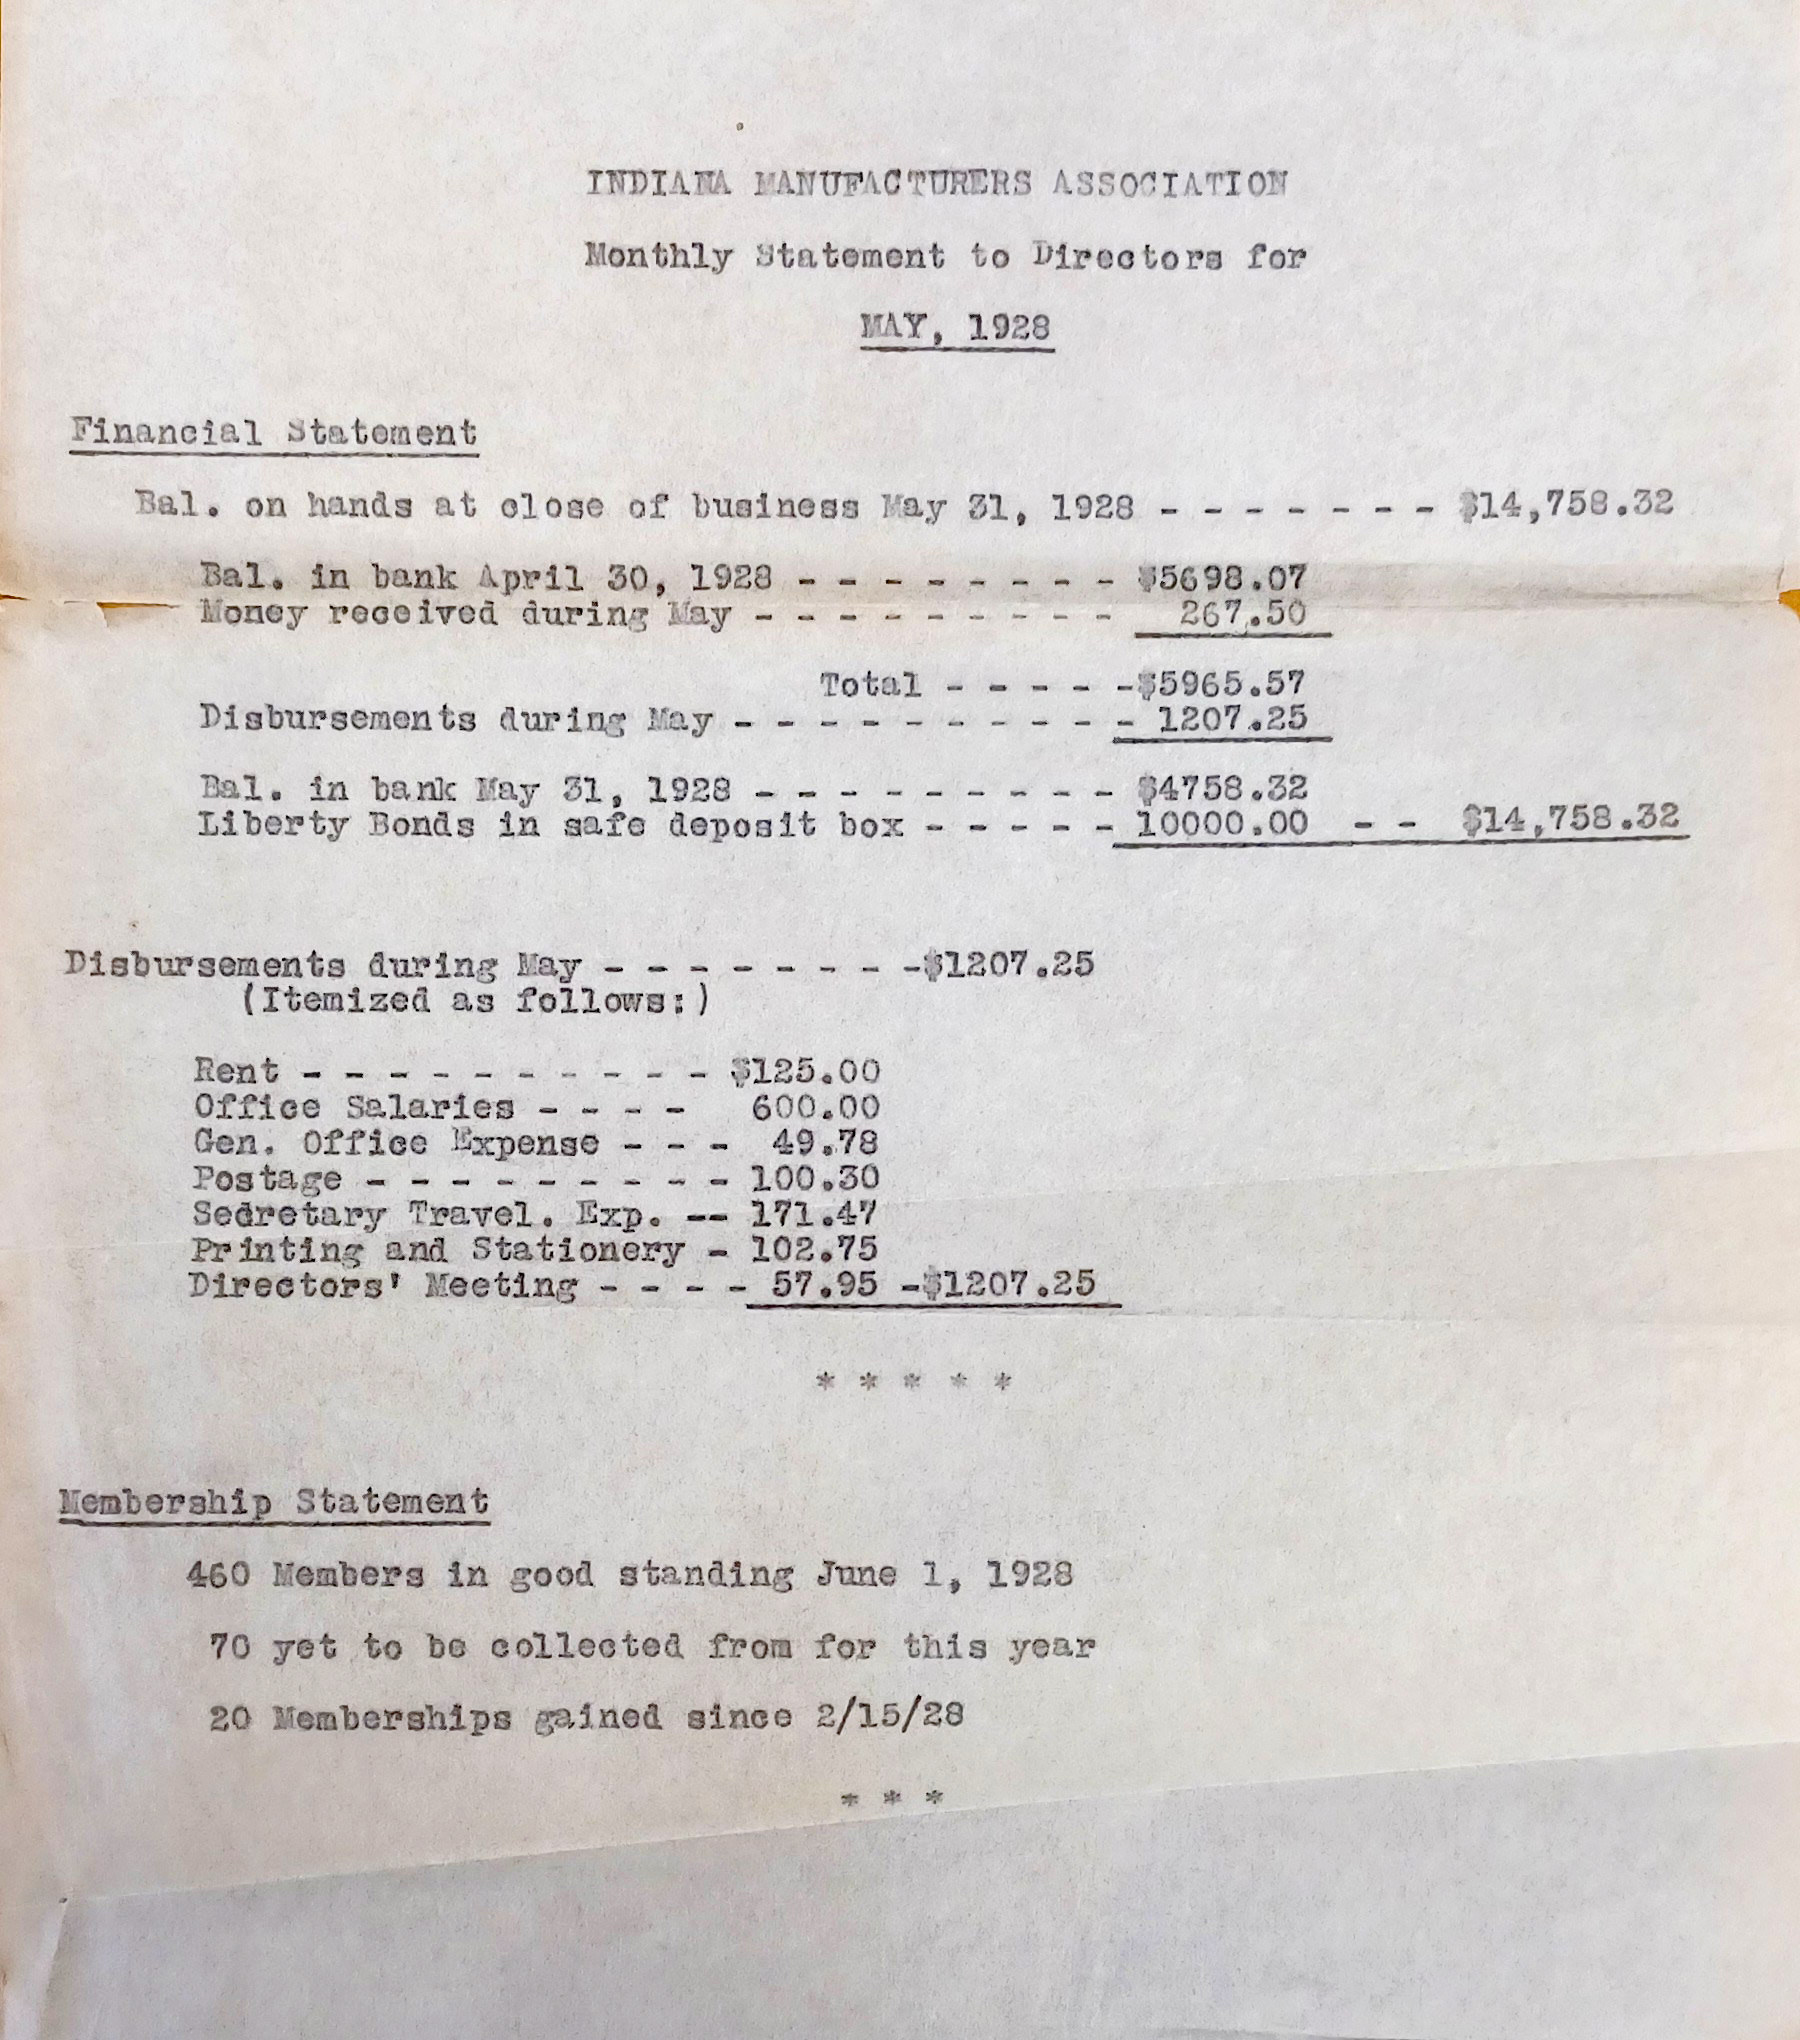 INDIANA MANUFACTURERS ASSOCIATION
Monthly Statement to Directors for
MAY, 1928
Financial Statement
Bal. on hands at close of business May 31, 1928 - - - - - - - $14,758.32
Bal. in bank April 30, 1928 - - - - - - - - $5698.07
Money received during May - - - - - - - - - 267.50
Total - - - - -$5965.57
Disbursements during May - - - - - - - - - - 1207.25
Bal. in bank May 31, 1928 - - - - - - - - - $4758.32
Liberty Bonds in safe deposit box - - - - - 10000.00 - - $14,758.32
Disbursements during May - - - - - - - -$1207.25
(Itemized as follows:)
Rent - - - - - - - - - - $125.00
Office Salaries - - - - 600.00
Gen. Office Expense - - - 49.78
Postage - - - - - - - - - 100.30
Sedretary Travel. Exp. -- 171.47
Printing and Stationery - 102.75
Directors' Meeting - - - - 57.95 -$1207.25
* * * * *
Membership Statement
460 Members in good standing June 1, 1928
70 yet to be collected from for this year
20 Memberships gained since 2/15/28
* * *